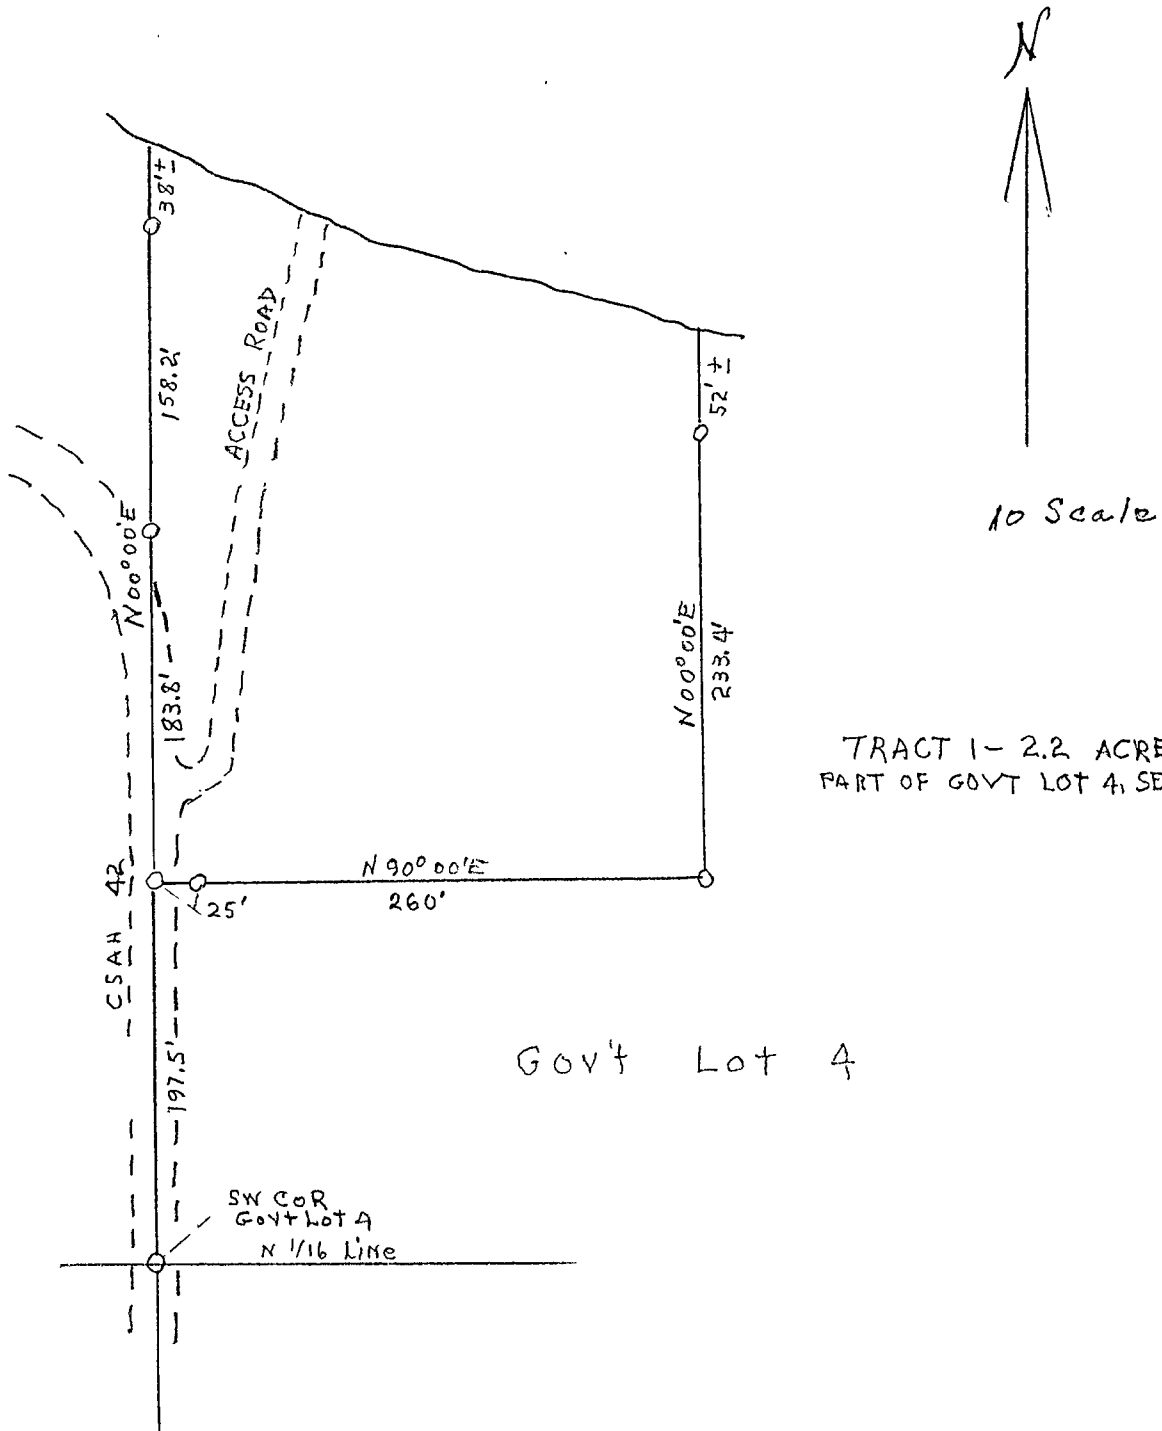 N
38'±
ACCESS ROAD
158.2'
52' ±
10 Scale
N00°00'E
N00°00'E
233.4'
183.8'
TRACT 1- 2.2 ACRE
PART OF GOVT LOT 4, SE
N 90° 00'E
260'
25'
CSAH 42
197.5'
GOV't Lot 4
SW COR
GOVT LOT 4
N 1/16 LiNe